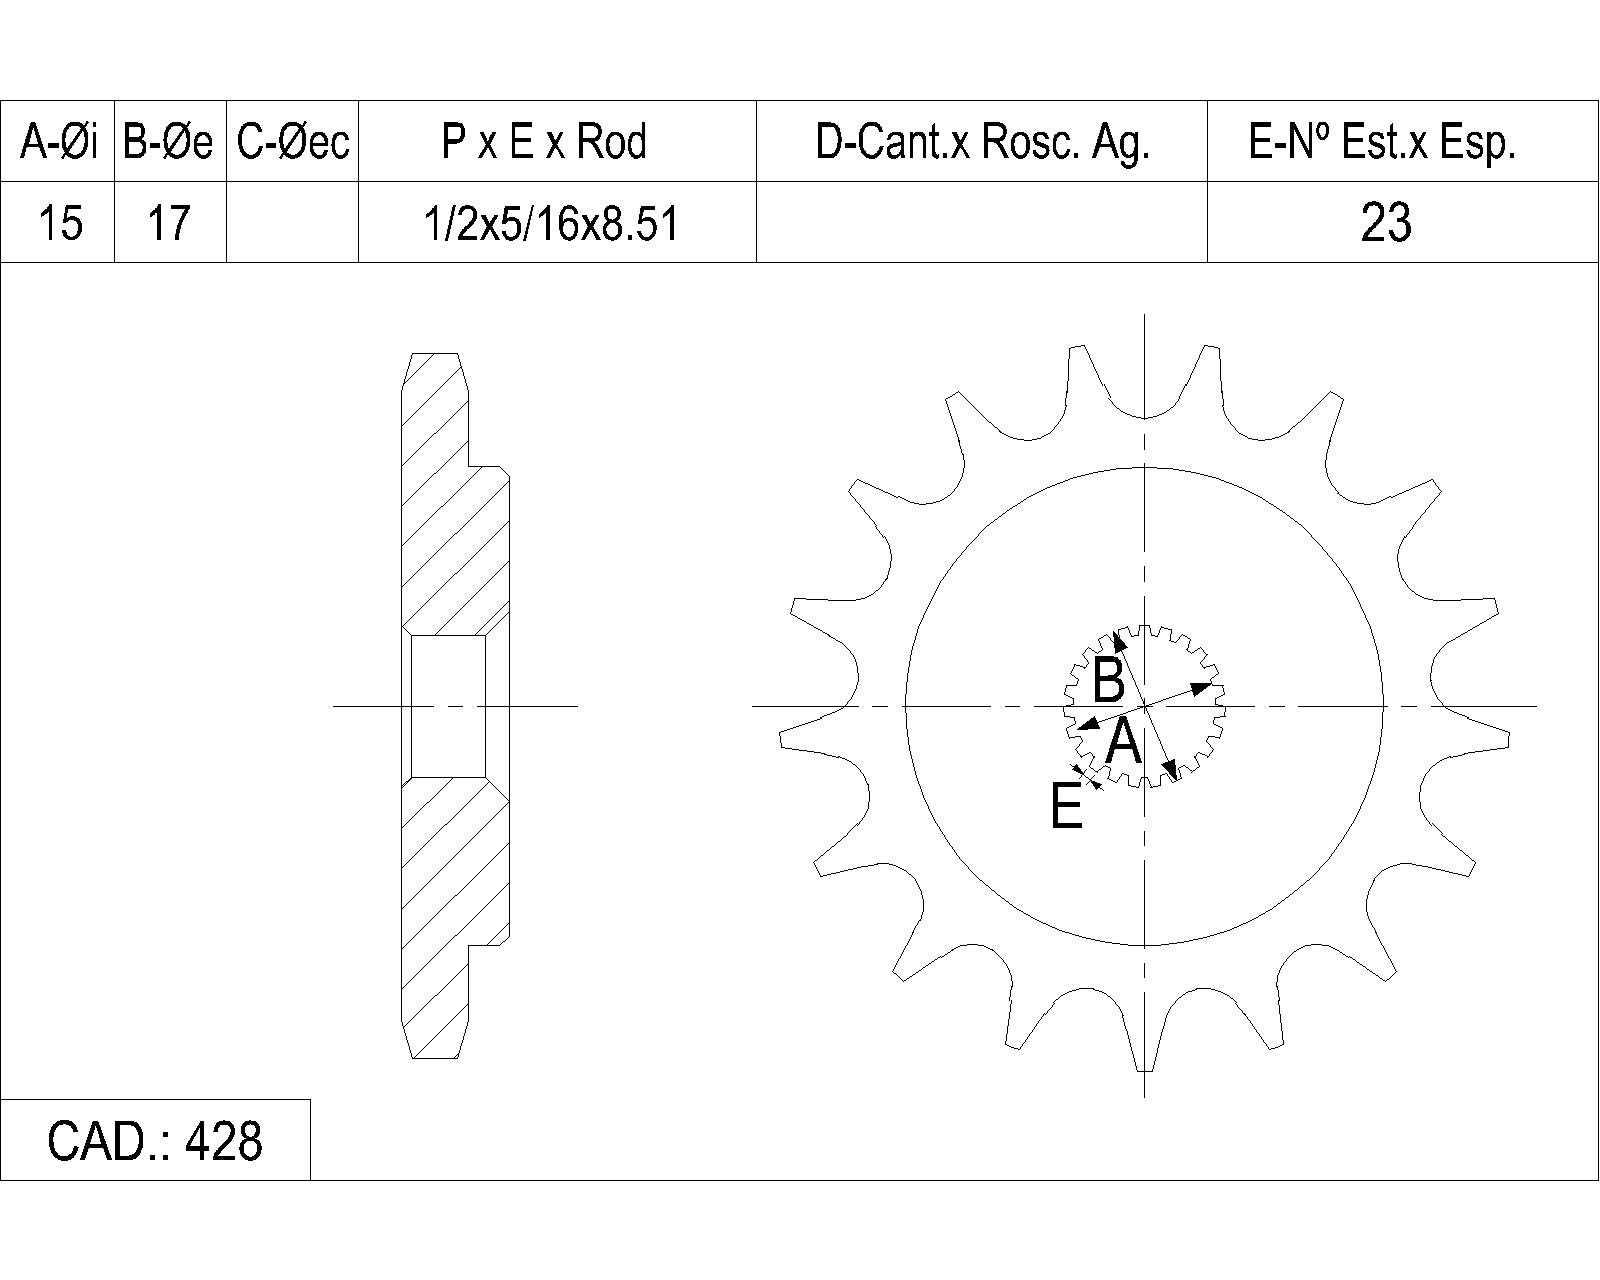 A-Øi B-Øe C-Øec P x E x Rod D-Cant.x Rosc. Ag. E-Nº Est.x Esp.
15 17 1/2x5/16x8.51 23
B
A
E
CAD.: 428